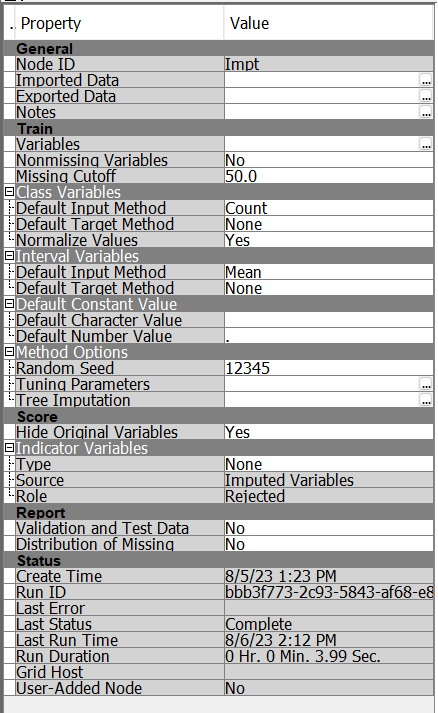 . Property Value
General
Node ID Impt
Imported Data ...
Exported Data ...
Notes ...
Train
Variables ...
Nonmissing Variables No
Missing Cutoff 50.0
Class Variables
Default Input Method Count
Default Target Method None
Normalize Values Yes
Interval Variables
Default Input Method Mean
Default Target Method None
Default Constant Value
Default Character Value
Default Number Value .
Method Options
Random Seed 12345
Tuning Parameters ...
Tree Imputation ...
Score
Hide Original Variables Yes
Indicator Variables
Type None
Source Imputed Variables
Role Rejected
Report
Validation and Test Data No
Distribution of Missing No
Status
Create Time 8/5/23 1:23 PM
Run ID bbb3f773-2c93-5843-af68-e8
Last Error
Last Status Complete
Last Run Time 8/6/23 2:12 PM
Run Duration 0 Hr. 0 Min. 3.99 Sec.
Grid Host
User-Added Node No